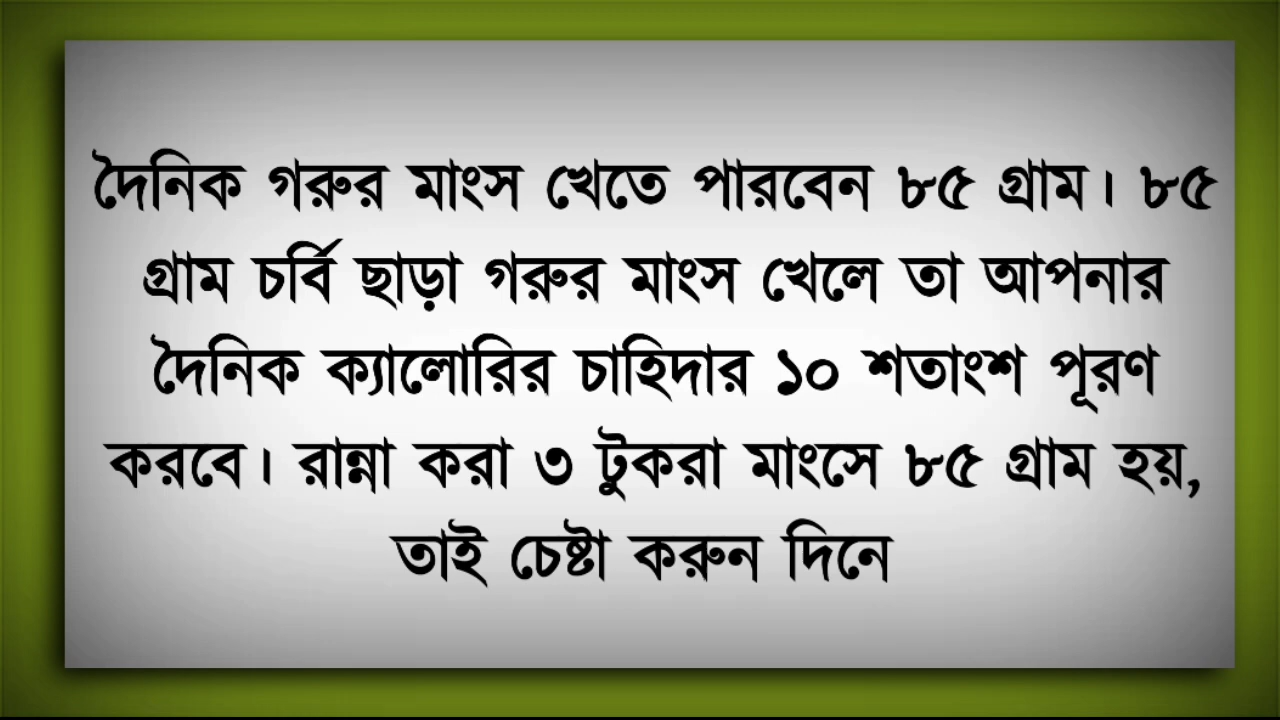 দৈনিক গরুর মাংস খেতে পারবেন ৮৫ গ্রাম। ৮৫
গ্রাম চর্বি ছাড়া গরুর মাংস খেলে তা আপনার
দৈনিক ক্যালোরির চাহিদার ১০ শতাংশ পূরণ
করবে। রান্না করা ৩ টুকরা মাংসে ৮৫ গ্রাম হয়,
তাই চেষ্টা করুন দিনে